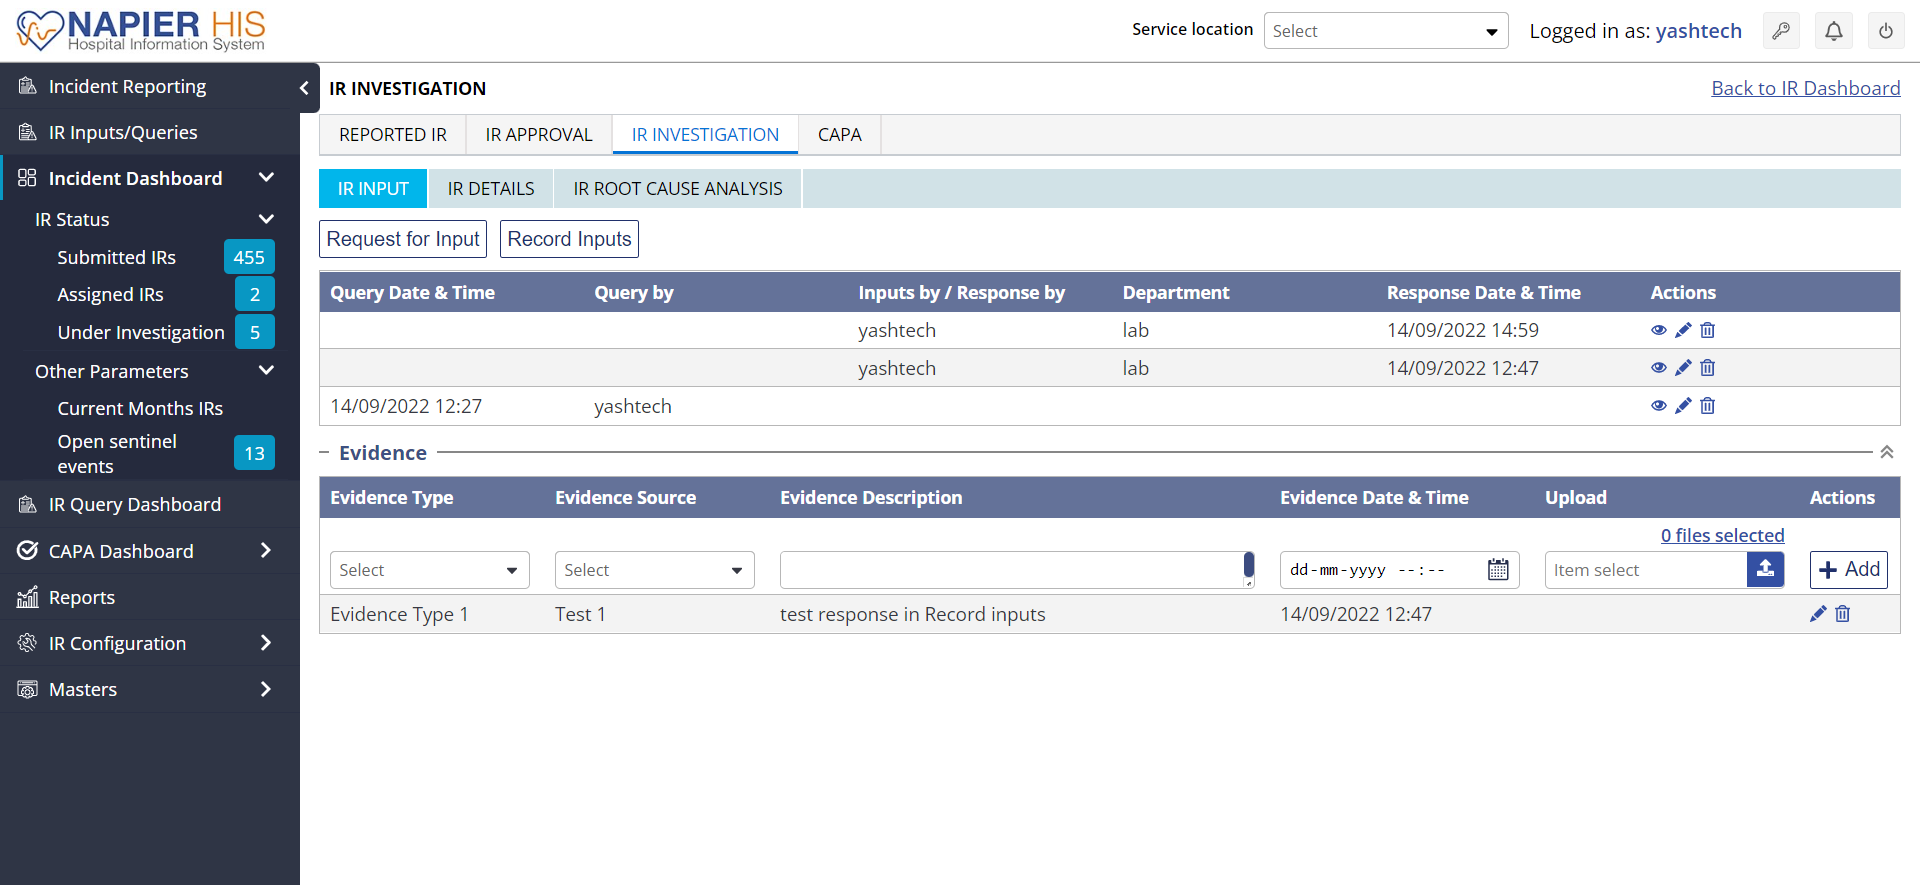 NAPIER HIS
Hospital Information System
Service location
Select
Logged in as: yashtech
Incident Reporting
IR Inputs/Queries
Incident Dashboard
IR Status
Submitted IRs 455
Assigned IRs 2
Under Investigation 5
Other Parameters
Current Months IRs
Open sentinel
events 13
IR Query Dashboard
CAPA Dashboard
Reports
IR Configuration
Masters
IR INVESTIGATION
Back to IR Dashboard
REPORTED IR IR APPROVAL IR INVESTIGATION CAPA
IR INPUT IR DETAILS IR ROOT CAUSE ANALYSIS
Request for Input Record Inputs
Query Date & Time Query by Inputs by / Response by Department Response Date & Time Actions
yashtech lab 14/09/2022 14:59
yashtech lab 14/09/2022 12:47
14/09/2022 12:27 yashtech
Evidence
Evidence Type Evidence Source Evidence Description Evidence Date & Time Upload Actions
0 files selected
Select Select dd-mm-yyyy --:-- Item select Add
Evidence Type 1 Test 1 test response in Record inputs 14/09/2022 12:47